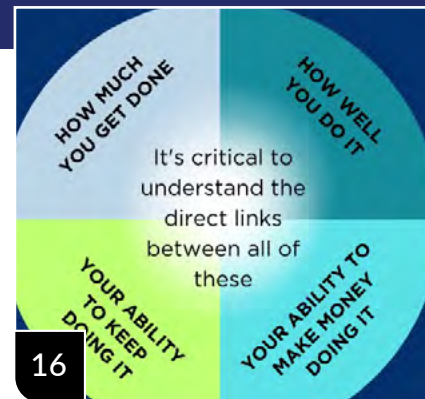 HOW MUCH
YOU GET DONE
HOW WELL
YOU DO IT
It's critical to
understand the
direct links
between all of
these
YOUR ABILITY
TO KEEP
DOING IT
YOUR ABILITY TO
MAKE MONEY
DOING IT
16